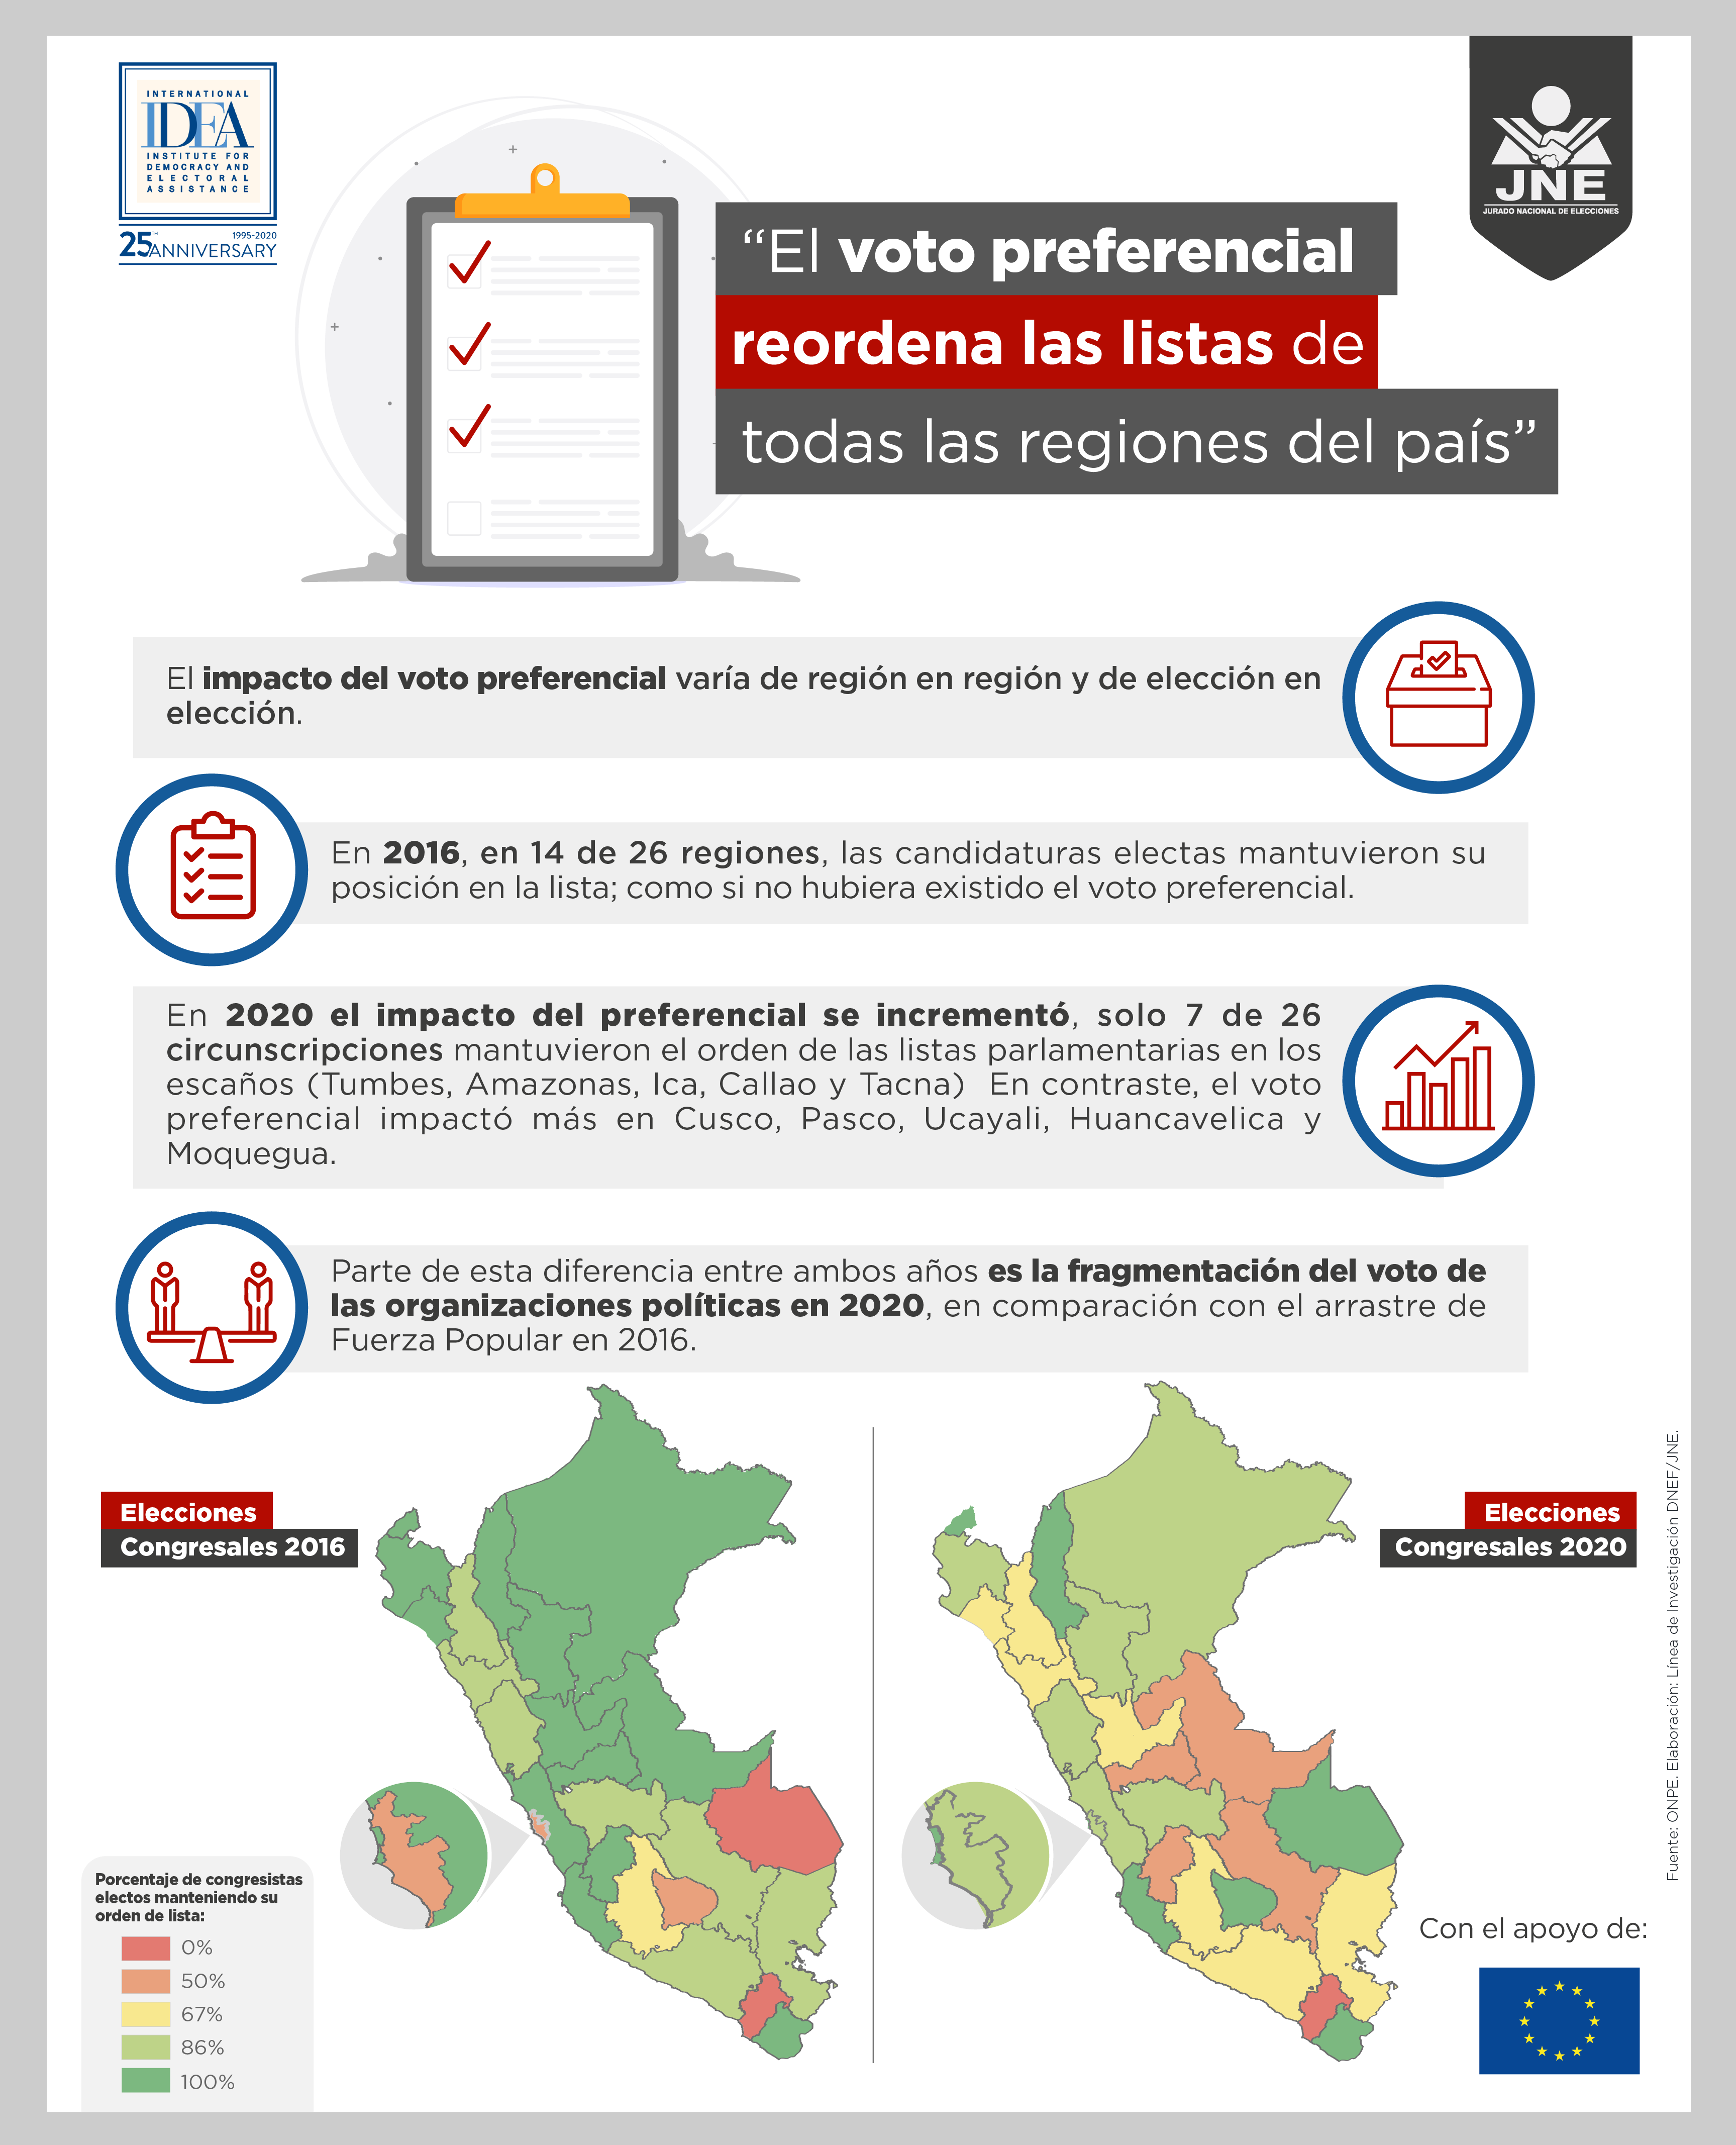 INTERNATIONAL
IDEA
INSTITUTE FOR
DEMOCRACY AND
ELECTORAL
ASSISTANCE
25TH ANNIVERSARY
1995-2020
JNE
JURADO NACIONAL DE ELECCIONES
“El voto preferencial
reordena las listas de
todas las regiones del país”
El impacto del voto preferencial varía de región en región y de elección en
elección.
En 2016, en 14 de 26 regiones, las candidaturas electas mantuvieron su
posición en la lista; como si no hubiera existido el voto preferencial.
En 2020 el impacto del preferencial se incrementó, solo 7 de 26
circunscripciones mantuvieron el orden de las listas parlamentarias en los
escaños (Tumbes, Amazonas, Ica, Callao y Tacna) En contraste, el voto
preferencial impactó más en Cusco, Pasco, Ucayali, Huancavelica y
Moquegua.
Parte de esta diferencia entre ambos años es la fragmentación del voto de
las organizaciones políticas en 2020, en comparación con el arrastre de
Fuerza Popular en 2016.
Elecciones
Congresales 2016
Elecciones
Congresales 2020
Porcentaje de congresistas
electos manteniendo su
orden de lista:
0%
50%
67%
86%
100%
Con el apoyo de:
Fuente: ONPE. Elaboración: Línea de Investigación DNEF/JNE.